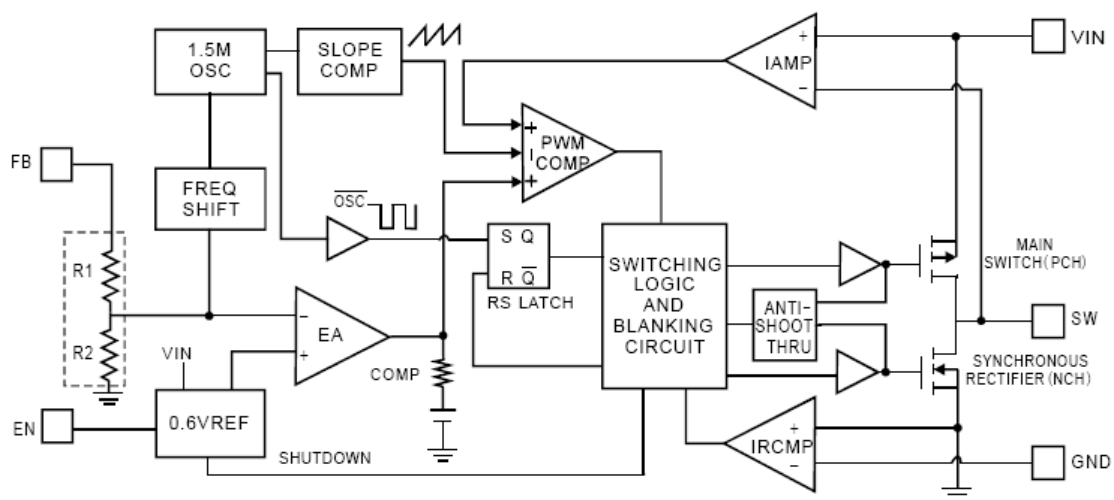 1.5M
OSC
SLOPE
COMP
+
IAMP
−
VIN
FB
FREQ
SHIFT
+
−
+
PWM
COMP
OSC
R1
R2
S Q
R Q
RS LATCH
SWITCHING
LOGIC
AND
BLANKING
CIRCUIT
ANTI-
SHOOT
THRU
MAIN
SWITCH(PCH)
SW
SYNCHRONOUS
RECTIFIER(NCH)
−
EA
+
COMP
VIN
EN
0.6VREF
SHUTDOWN
+
IRCMP
−
GND